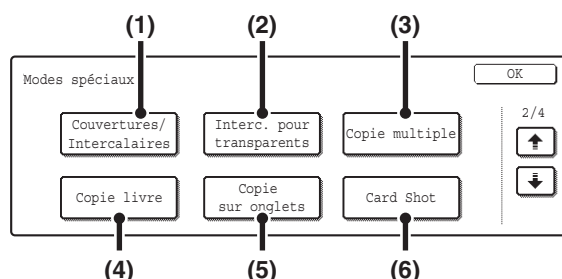 (1) (2) (3)
Modes spéciaux
OK
Couvertures/
Intercalaires
Interc. pour
transparents
Copie multiple
2/4
Copie livre
Copie
sur onglets
Card Shot
(4) (5) (6)